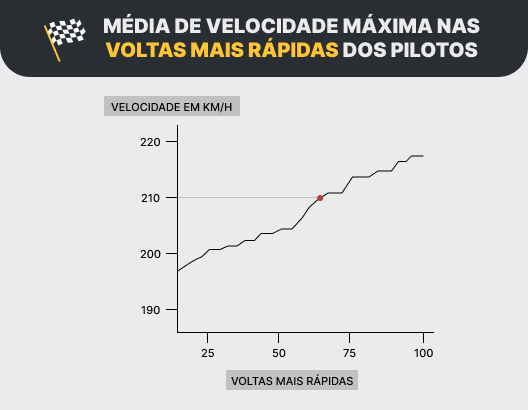 MÉDIA DE VELOCIDADE MÁXIMA NAS
VOLTAS MAIS RÁPIDAS DOS PILOTOS
VELOCIDADE EM KM/H
220
210
200
190
25 50 75 100
VOLTAS MAIS RÁPIDAS